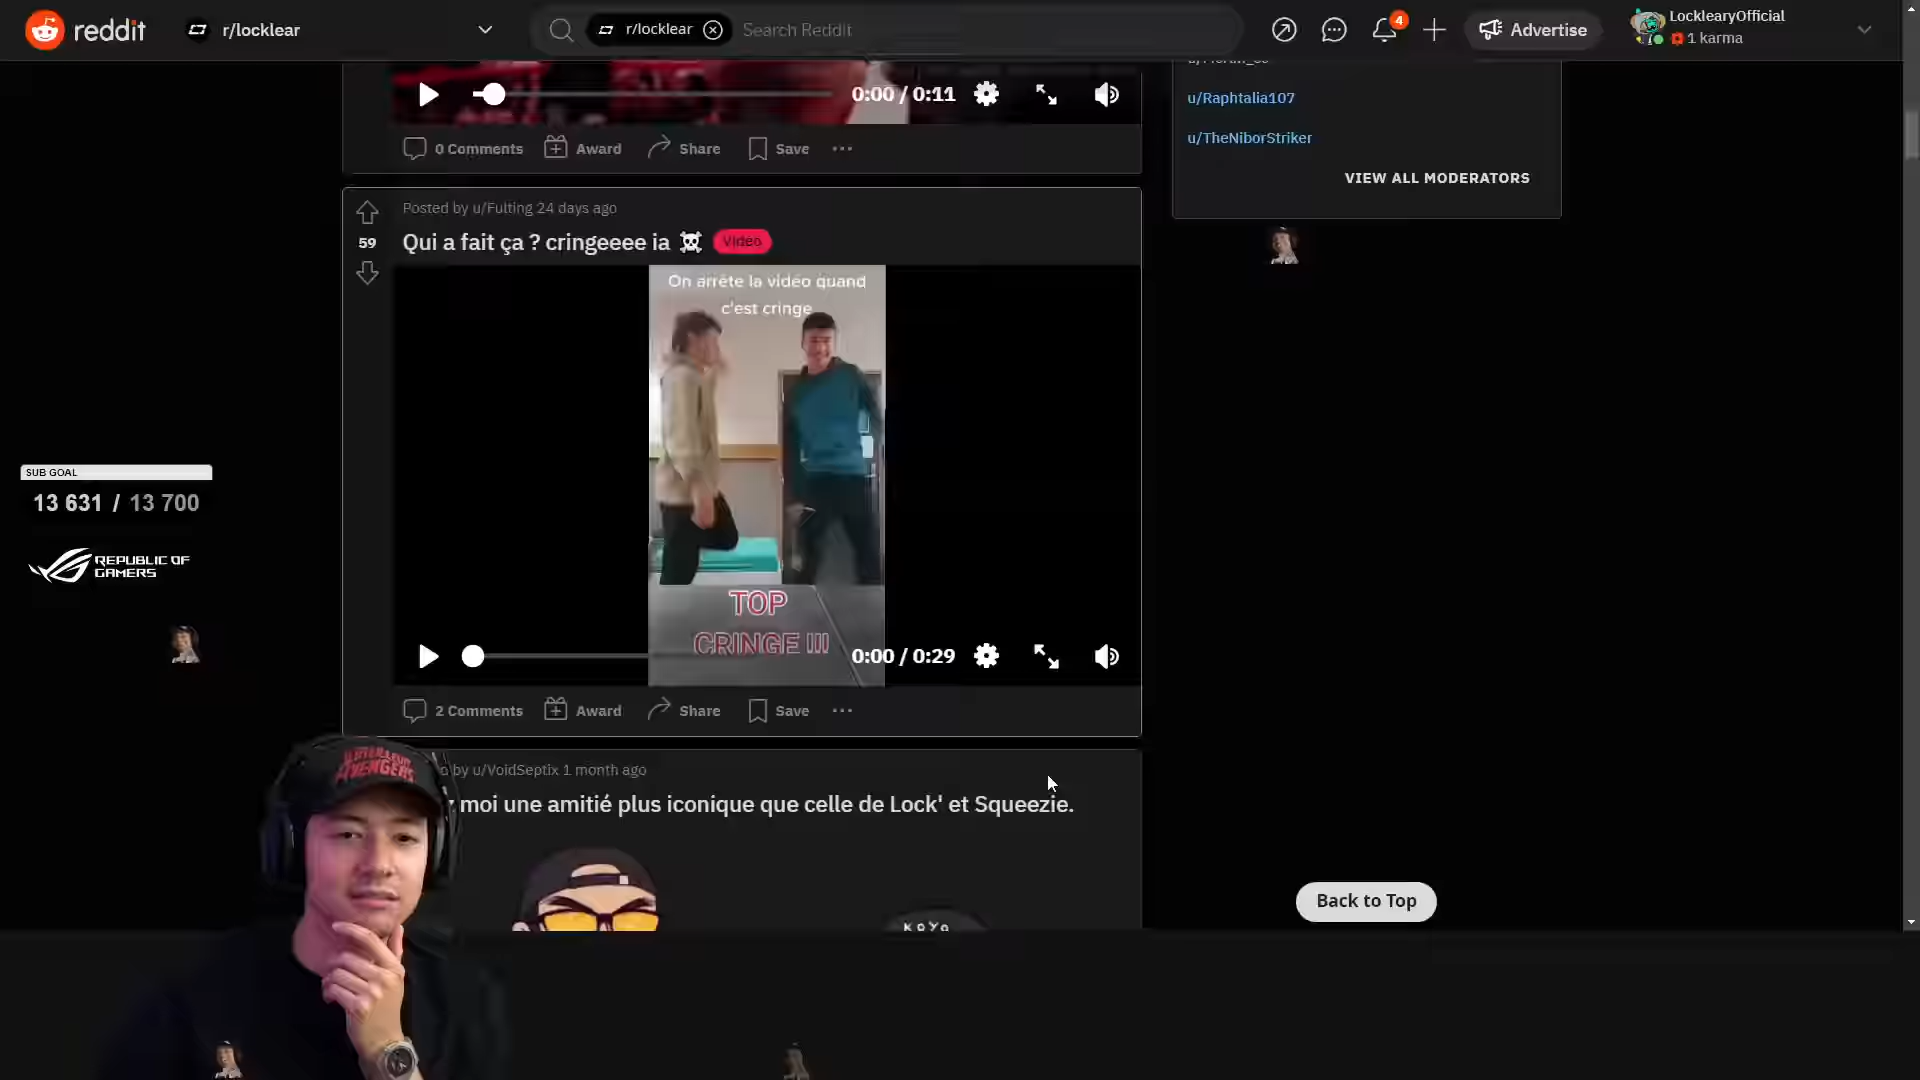 reddit
r/locklear
r/locklear
Search Reddit
4
Advertise
LocklearyOfficial
1 karma
0:00 / 0:11
0 Comments
Award
Share
Save
u/Raphtalia107
u/TheNiborStriker
VIEW ALL MODERATORS
Posted by u/Fulting 24 days ago
59
Qui a fait ça ? cringeeee ia ☠
Video
On arrête la vidéo quand
c'est cringe
TOP
CRINGE !!!
0:00 / 0:29
2 Comments
Award
Share
Save
SUB GOAL
13 631 / 13 700
REPUBLIC OF
GAMERS
by u/VoidSeptix 1 month ago
moi une amitié plus iconique que celle de Lock' et Squeezie.
Back to Top